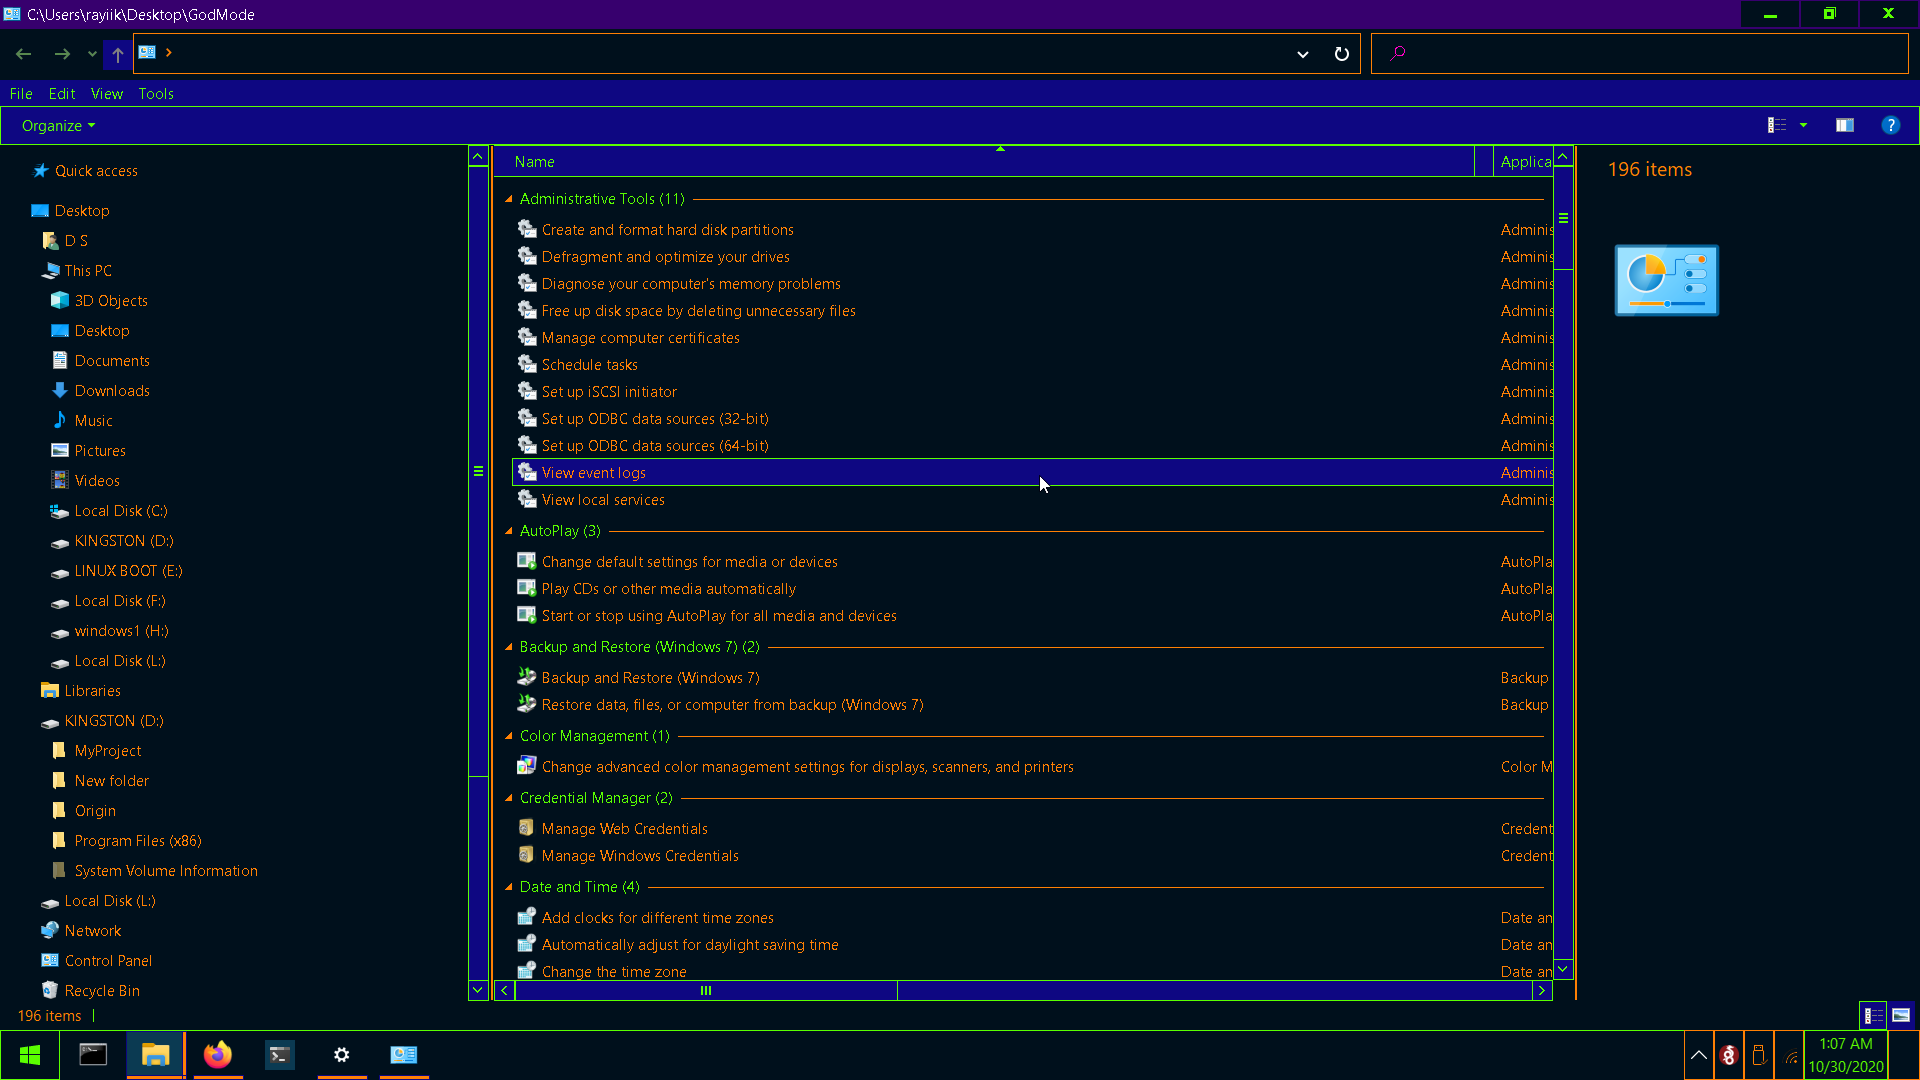 C:\Users\rayiik\Desktop\GodMode
File Edit View Tools
Organize
Quick access
Desktop
D S
This PC
3D Objects
Desktop
Documents
Downloads
Music
Pictures
Videos
Local Disk (C:)
KINGSTON (D:)
LINUX BOOT (E:)
Local Disk (F:)
windows1 (H:)
Local Disk (L:)
Libraries
KINGSTON (D:)
MyProject
New folder
Origin
Program Files (x86)
System Volume Information
Local Disk (L:)
Network
Control Panel
Recycle Bin
Name Applica
Administrative Tools (11)
Create and format hard disk partitions Adminis
Defragment and optimize your drives Adminis
Diagnose your computer's memory problems Adminis
Free up disk space by deleting unnecessary files Adminis
Manage computer certificates Adminis
Schedule tasks Adminis
Set up iSCSI initiator Adminis
Set up ODBC data sources (32-bit) Adminis
Set up ODBC data sources (64-bit) Adminis
View event logs Adminis
View local services Adminis
AutoPlay (3)
Change default settings for media or devices AutoPla
Play CDs or other media automatically AutoPla
Start or stop using AutoPlay for all media and devices AutoPla
Backup and Restore (Windows 7) (2)
Backup and Restore (Windows 7) Backup
Restore data, files, or computer from backup (Windows 7) Backup
Color Management (1)
Change advanced color management settings for displays, scanners, and printers Color M
Credential Manager (2)
Manage Web Credentials Credent
Manage Windows Credentials Credent
Date and Time (4)
Add clocks for different time zones Date an
Automatically adjust for daylight saving time Date an
Change the time zone Date an
196 items
196 items
1:07 AM
10/30/2020